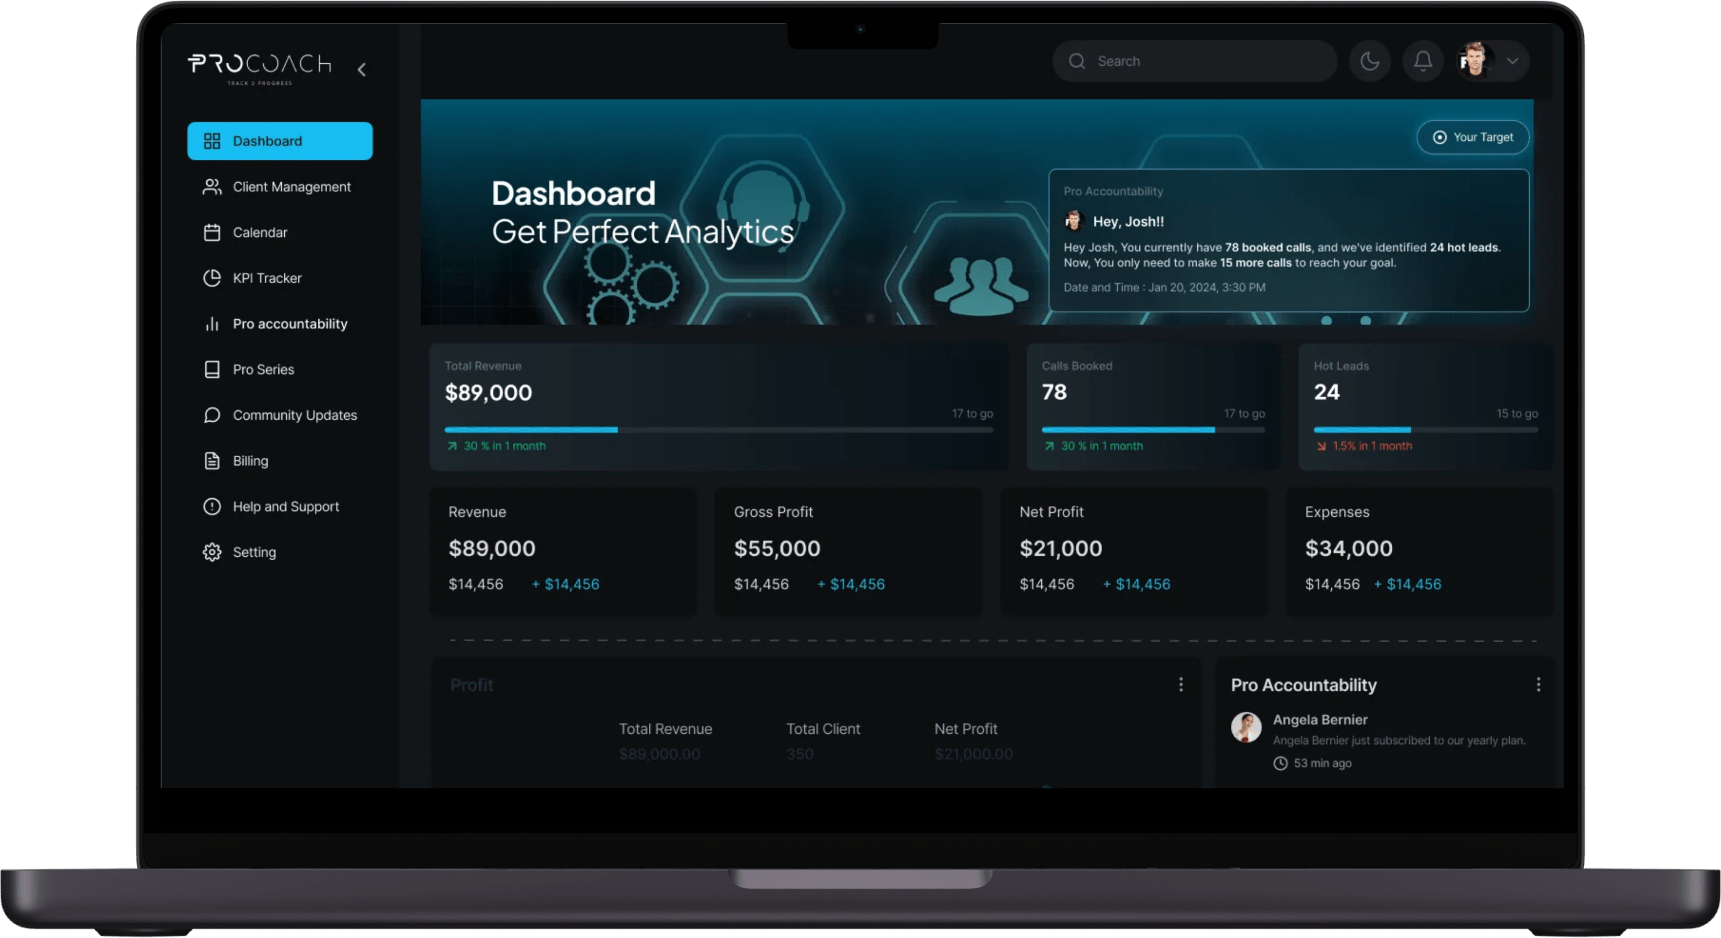 PROCOACH
TRACK 2 PROGRESS
Search
Dashboard
Client Management
Calendar
KPI Tracker
Pro accountability
Pro Series
Community Updates
Billing
Help and Support
Setting
Your Target
Dashboard
Get Perfect Analytics
Pro Accountability
Hey, Josh!!
Hey Josh, You currently have 78 booked calls, and we've identified 24 hot leads.
Now, You only need to make 15 more calls to reach your goal.
Date and Time : Jan 20, 2024, 3:30 PM
Total Revenue
$89,000
17 to go
30 % in 1 month
Calls Booked
78
17 to go
30 % in 1 month
Hot Leads
24
15 to go
1.5% in 1 month
Revenue
$89,000
$14,456 + $14,456
Gross Profit
$55,000
$14,456 + $14,456
Net Profit
$21,000
$14,456 + $14,456
Expenses
$34,000
$14,456 + $14,456
Profit
Total Revenue
$89,000.00
Total Client
350
Net Profit
$21,000.00
Pro Accountability
Angela Bernier
Angela Bernier just subscribed to our yearly plan.
53 min ago